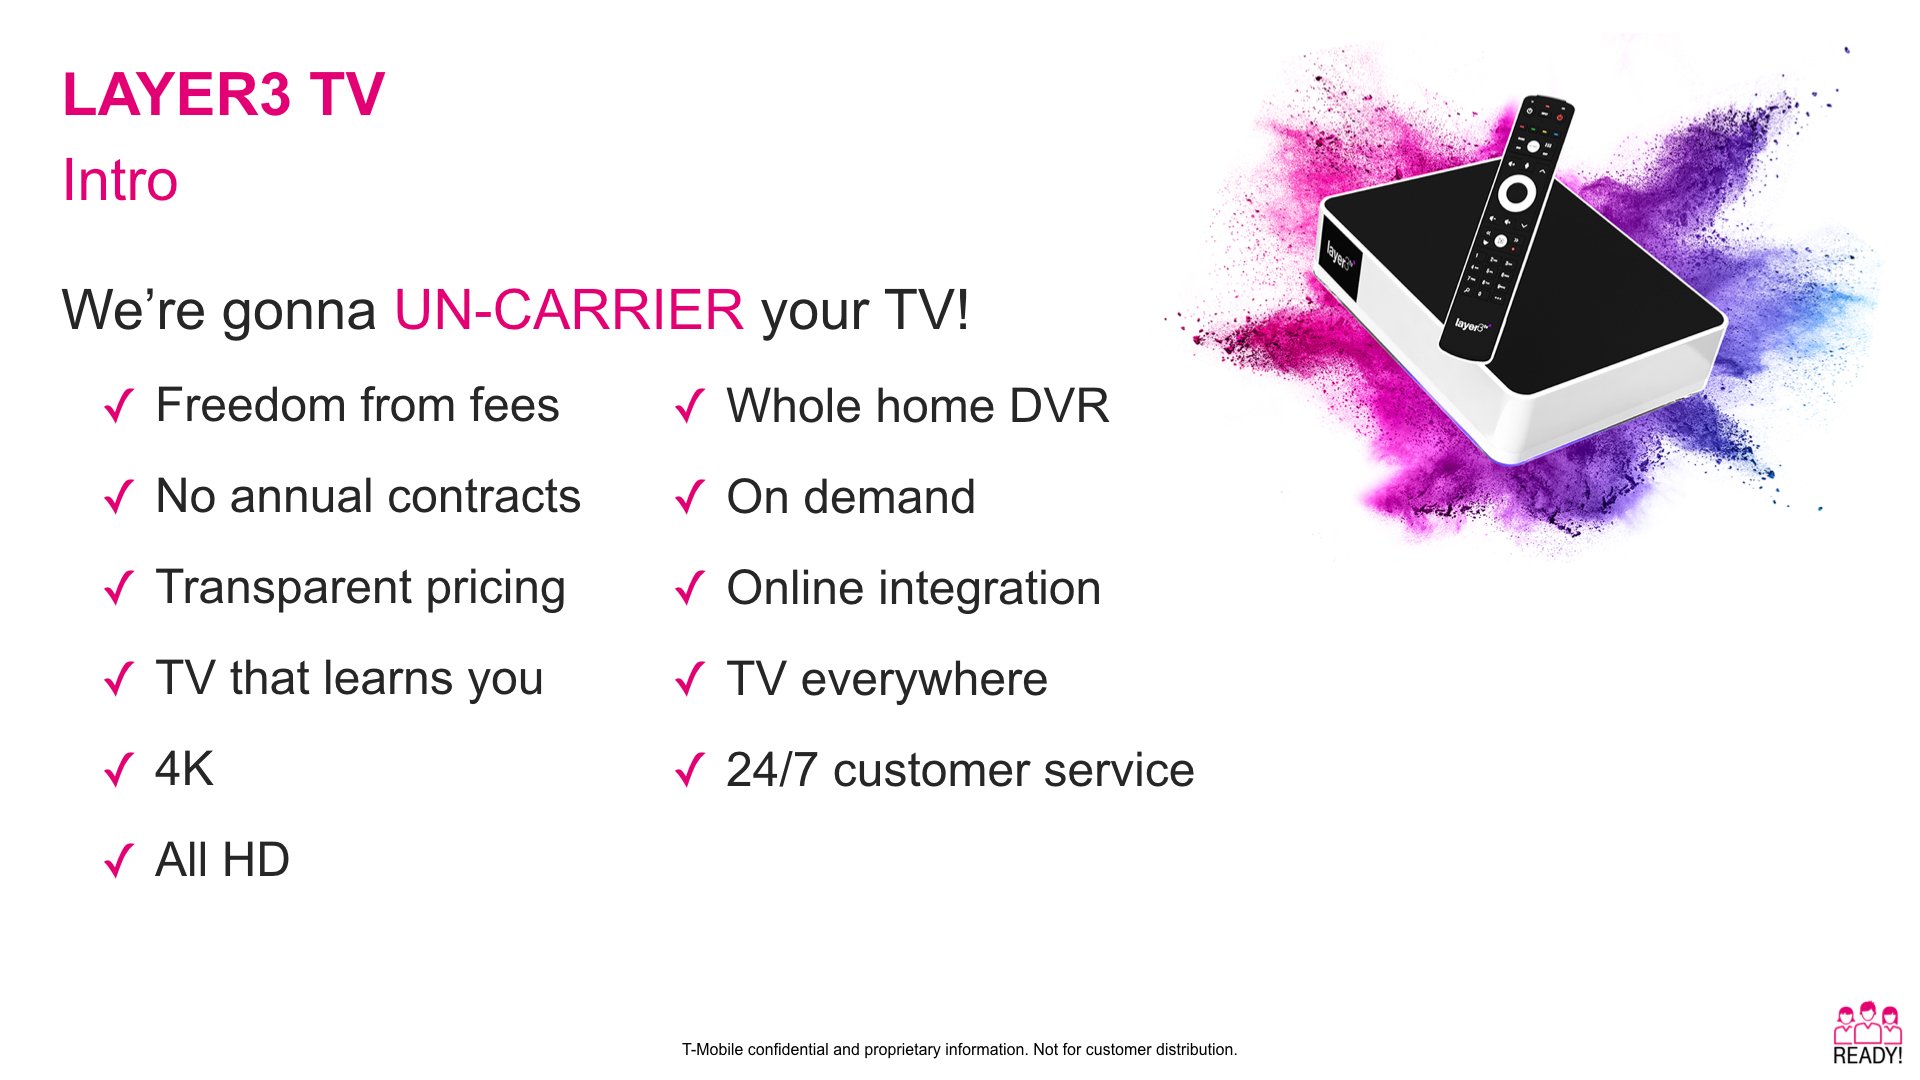 LAYER3 TV
Intro
We’re gonna UN-CARRIER your TV!
✓ Freedom from fees
✓ No annual contracts
✓ Transparent pricing
✓ TV that learns you
✓ 4K
✓ All HD
✓ Whole home DVR
✓ On demand
✓ Online integration
✓ TV everywhere
✓ 24/7 customer service
layer3tv
layer3tv
T-Mobile confidential and proprietary information. Not for customer distribution.
READY!